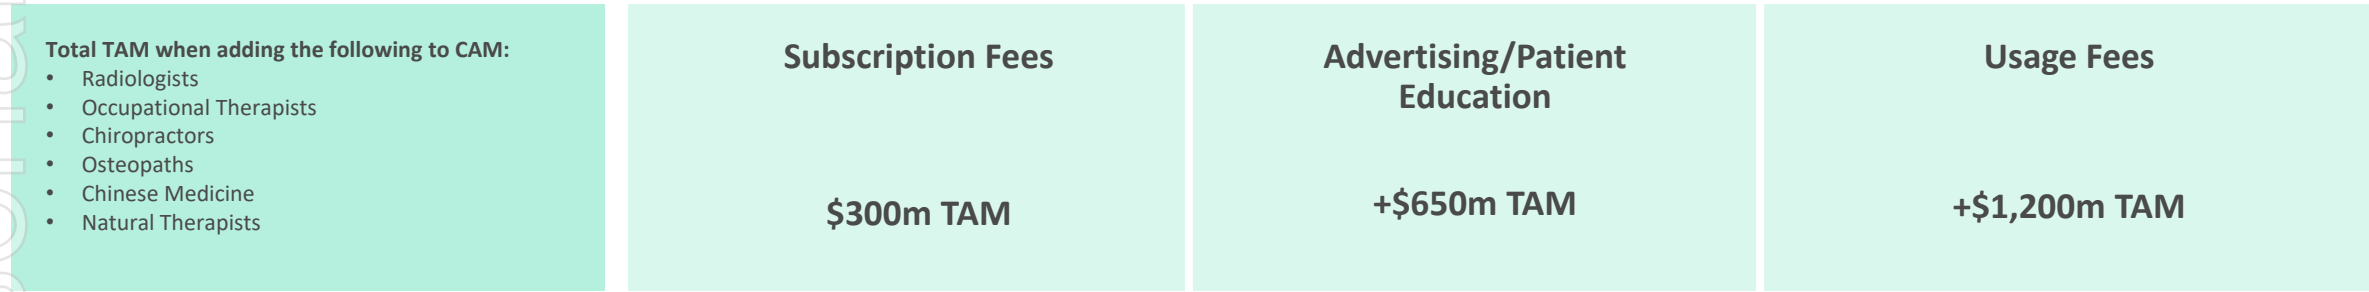 Total TAM when adding the following to CAM:
• Radiologists
• Occupational Therapists
• Chiropractors
• Osteopaths
• Chinese Medicine
• Natural Therapists
Subscription Fees
$300m TAM
Advertising/Patient
Education
+$650m TAM
Usage Fees
+$1,200m TAM